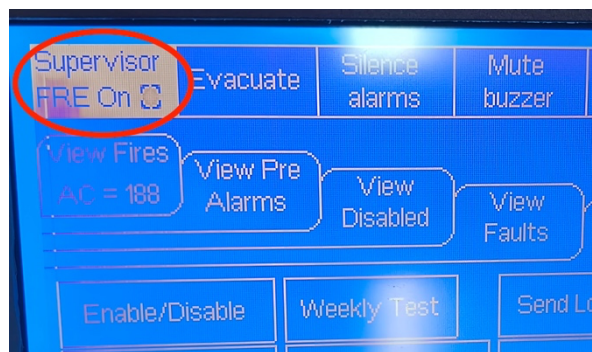 Supervisor
FRE On
Evacuate
Silence
alarms
Mute
buzzer
View Fires
AC = 188
View Pre
Alarms
View
Disabled
View
Faults
Enable/Disable
Weekly Test
Send